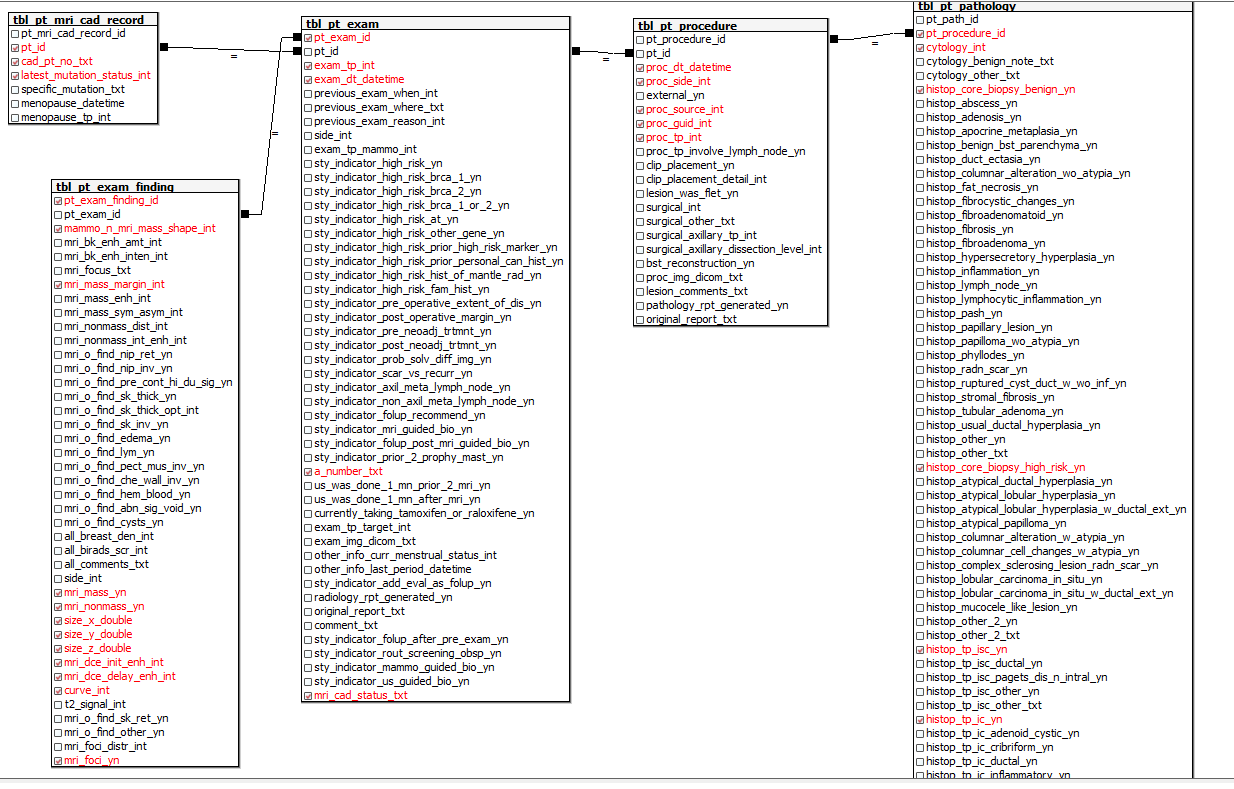 tbl_pt_mri_cad_record
pt_mri_cad_record_id
pt_id
cad_pt_no_txt
latest_mutation_status_int
specific_mutation_txt
menopause_datetime
menopause_tp_int
=
=
tbl_pt_exam_finding
pt_exam_finding_id
pt_exam_id
mammo_n_mri_mass_shape_int
mri_bk_enh_amt_int
mri_bk_enh_inten_int
mri_focus_txt
mri_mass_margin_int
mri_mass_enh_int
mri_mass_sym_asym_int
mri_nonmass_dist_int
mri_nonmass_int_enh_int
mri_o_find_nip_ret_yn
mri_o_find_nip_inv_yn
mri_o_find_pre_cont_hi_du_sig_yn
mri_o_find_sk_thick_yn
mri_o_find_sk_thick_opt_int
mri_o_find_sk_inv_yn
mri_o_find_edema_yn
mri_o_find_lym_yn
mri_o_find_pect_mus_inv_yn
mri_o_find_che_wall_inv_yn
mri_o_find_hem_blood_yn
mri_o_find_abn_sig_void_yn
mri_o_find_cysts_yn
all_breast_den_int
all_birads_scr_int
all_comments_txt
side_int
mri_mass_yn
mri_nonmass_yn
size_x_double
size_y_double
size_z_double
mri_dce_init_enh_int
mri_dce_delay_enh_int
curve_int
t2_signal_int
mri_o_find_sk_ret_yn
mri_o_find_other_yn
mri_foci_distr_int
mri_foci_yn
tbl_pt_exam
pt_exam_id
pt_id
exam_tp_int
exam_dt_datetime
previous_exam_when_int
previous_exam_where_txt
previous_exam_reason_int
side_int
exam_tp_mammo_int
sty_indicator_high_risk_yn
sty_indicator_high_risk_brca_1_yn
sty_indicator_high_risk_brca_2_yn
sty_indicator_high_risk_brca_1_or_2_yn
sty_indicator_high_risk_at_yn
sty_indicator_high_risk_other_gene_yn
sty_indicator_high_risk_prior_high_risk_marker_yn
sty_indicator_high_risk_prior_personal_can_hist_yn
sty_indicator_high_risk_hist_of_mantle_rad_yn
sty_indicator_high_risk_fam_hist_yn
sty_indicator_pre_operative_extent_of_dis_yn
sty_indicator_post_operative_margin_yn
sty_indicator_pre_neoadj_trtmnt_yn
sty_indicator_post_neoadj_trtmnt_yn
sty_indicator_prob_solv_diff_img_yn
sty_indicator_scar_vs_recurr_yn
sty_indicator_axil_meta_lymph_node_yn
sty_indicator_non_axil_meta_lymph_node_yn
sty_indicator_folup_recommend_yn
sty_indicator_mri_guided_bio_yn
sty_indicator_folup_post_mri_guided_bio_yn
sty_indicator_prior_2_prophy_mast_yn
a_number_txt
us_was_done_1_mn_prior_2_mri_yn
us_was_done_1_mn_after_mri_yn
currently_taking_tamoxifen_or_raloxifene_yn
exam_tp_target_int
exam_img_dicom_txt
other_info_curr_menstrual_status_int
other_info_last_period_datetime
sty_indicator_add_eval_as_folup_yn
radiology_rpt_generated_yn
original_report_txt
comment_txt
sty_indicator_folup_after_pre_exam_yn
sty_indicator_rout_screening_obsp_yn
sty_indicator_mammo_guided_bio_yn
sty_indicator_us_guided_bio_yn
mri_cad_status_txt
=
tbl_pt_procedure
pt_procedure_id
pt_id
proc_dt_datetime
proc_side_int
external_yn
proc_source_int
proc_guid_int
proc_tp_int
proc_tp_involve_lymph_node_yn
clip_placement_yn
clip_placement_detail_int
lesion_was_flet_yn
surgical_int
surgical_other_txt
surgical_axillary_tp_int
surgical_axillary_dissection_level_int
bst_reconstruction_yn
proc_img_dicom_txt
lesion_comments_txt
pathology_rpt_generated_yn
original_report_txt
=
tbl_pt_pathology
pt_path_id
pt_procedure_id
cytology_int
cytology_benign_note_txt
cytology_other_txt
histop_core_biopsy_benign_yn
histop_abscess_yn
histop_adenosis_yn
histop_apocrine_metaplasia_yn
histop_benign_bst_parenchyma_yn
histop_duct_ectasia_yn
histop_columnar_alteration_wo_atypia_yn
histop_fat_necrosis_yn
histop_fibrocystic_changes_yn
histop_fibroadenomatoid_yn
histop_fibrosis_yn
histop_fibroadenoma_yn
histop_hypersecretory_hyperplasia_yn
histop_inflammation_yn
histop_lymph_node_yn
histop_lymphocytic_inflammation_yn
histop_pash_yn
histop_papillary_lesion_yn
histop_papilloma_wo_atypia_yn
histop_phyllodes_yn
histop_radn_scar_yn
histop_ruptured_cyst_duct_w_wo_inf_yn
histop_stromal_fibrosis_yn
histop_tubular_adenoma_yn
histop_usual_ductal_hyperplasia_yn
histop_other_yn
histop_other_txt
histop_core_biopsy_high_risk_yn
histop_atypical_ductal_hyperplasia_yn
histop_atypical_lobular_hyperplasia_yn
histop_atypical_lobular_hyperplasia_w_ductal_ext_yn
histop_atypical_papilloma_yn
histop_columnar_alteration_w_atypia_yn
histop_columnar_cell_changes_w_atypia_yn
histop_complex_sclerosing_lesion_radn_scar_yn
histop_lobular_carcinoma_in_situ_yn
histop_lobular_carcinoma_in_situ_w_ductal_ext_yn
histop_mucocele_like_lesion_yn
histop_other_2_yn
histop_other_2_txt
histop_tp_isc_yn
histop_tp_isc_ductal_yn
histop_tp_isc_pagets_dis_n_intral_yn
histop_tp_isc_other_yn
histop_tp_isc_other_txt
histop_tp_ic_yn
histop_tp_ic_adenoid_cystic_yn
histop_tp_ic_cribriform_yn
histop_tp_ic_ductal_yn
histop_tp_ic_inflammatory_yn